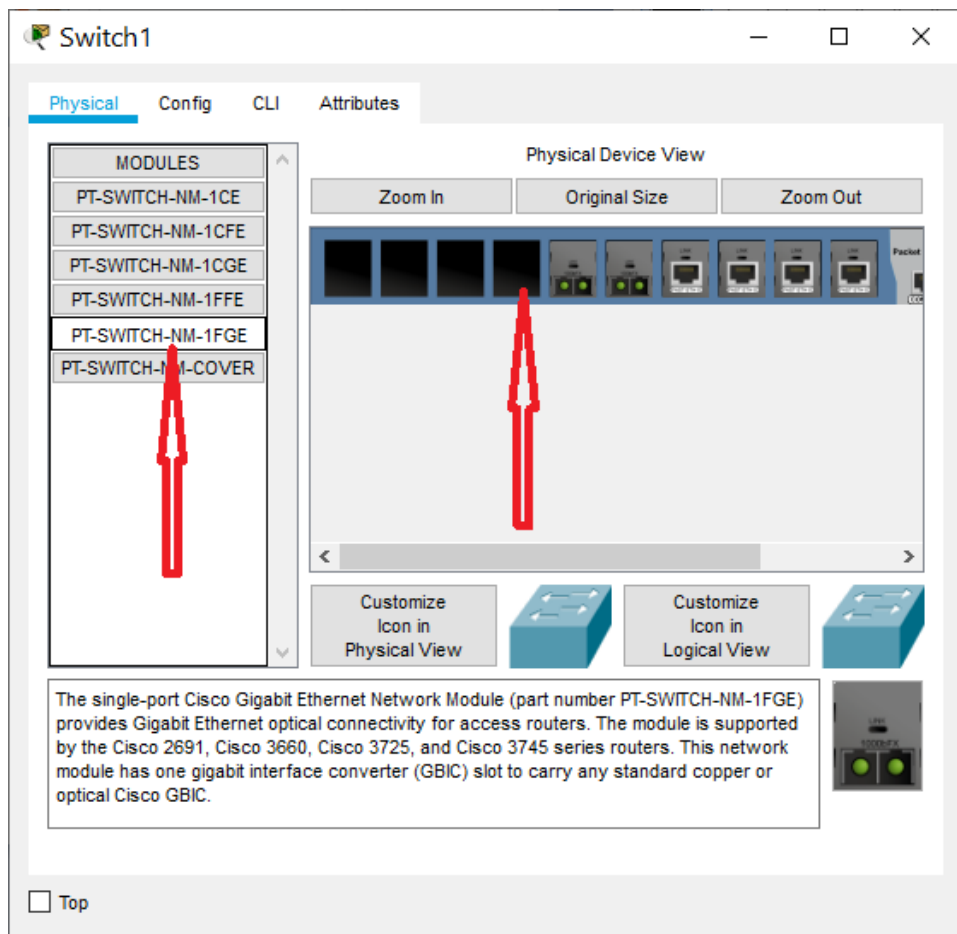 Switch1
Physical
Config
CLI
Attributes
MODULES
PT-SWITCH-NM-1CE
PT-SWITCH-NM-1CFE
PT-SWITCH-NM-1CGE
PT-SWITCH-NM-1FFE
PT-SWITCH-NM-1FGE
PT-SWITCH-NM-COVER
Physical Device View
Zoom In
Original Size
Zoom Out
Packet
Customize
Icon in
Physical View
Customize
Icon in
Logical View
The single-port Cisco Gigabit Ethernet Network Module (part number PT-SWITCH-NM-1FGE)
provides Gigabit Ethernet optical connectivity for access routers. The module is supported
by the Cisco 2691, Cisco 3660, Cisco 3725, and Cisco 3745 series routers. This network
module has one gigabit interface converter (GBIC) slot to carry any standard copper or
optical Cisco GBIC.
LINK
Top